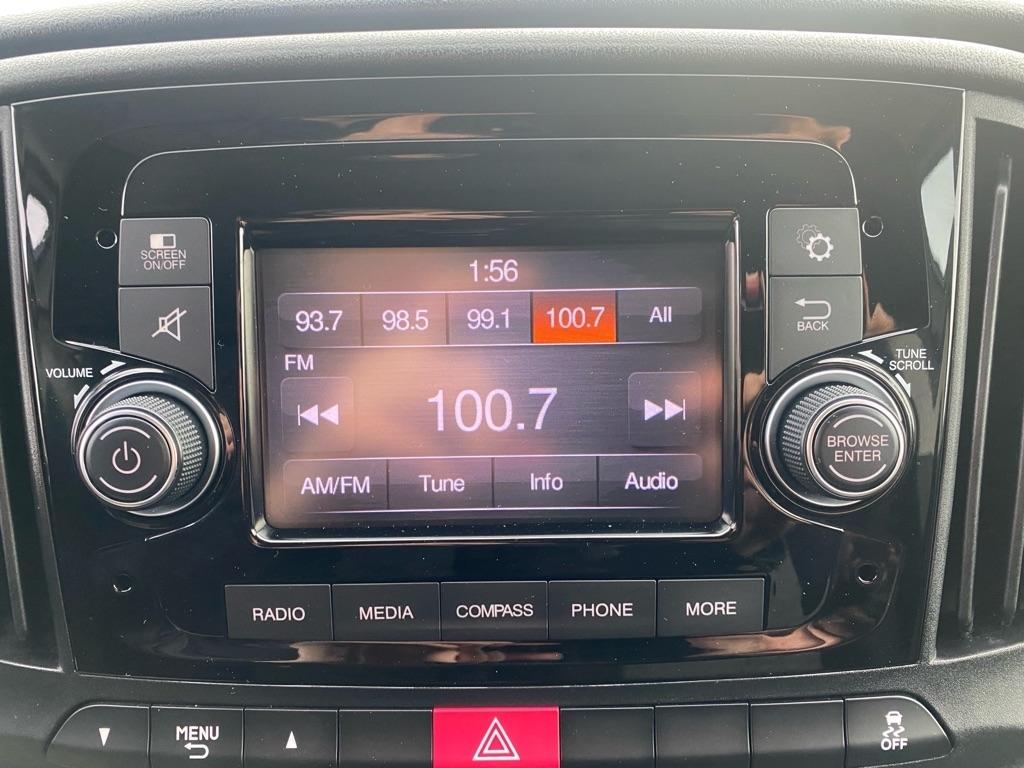 SCREEN
ON/OFF
1:56
93.7 98.5 99.1 100.7 All
BACK
VOLUME
FM
TUNE
SCROLL
100.7
BROWSE
ENTER
AM/FM Tune Info Audio
RADIO MEDIA COMPASS PHONE MORE
MENU
OFF